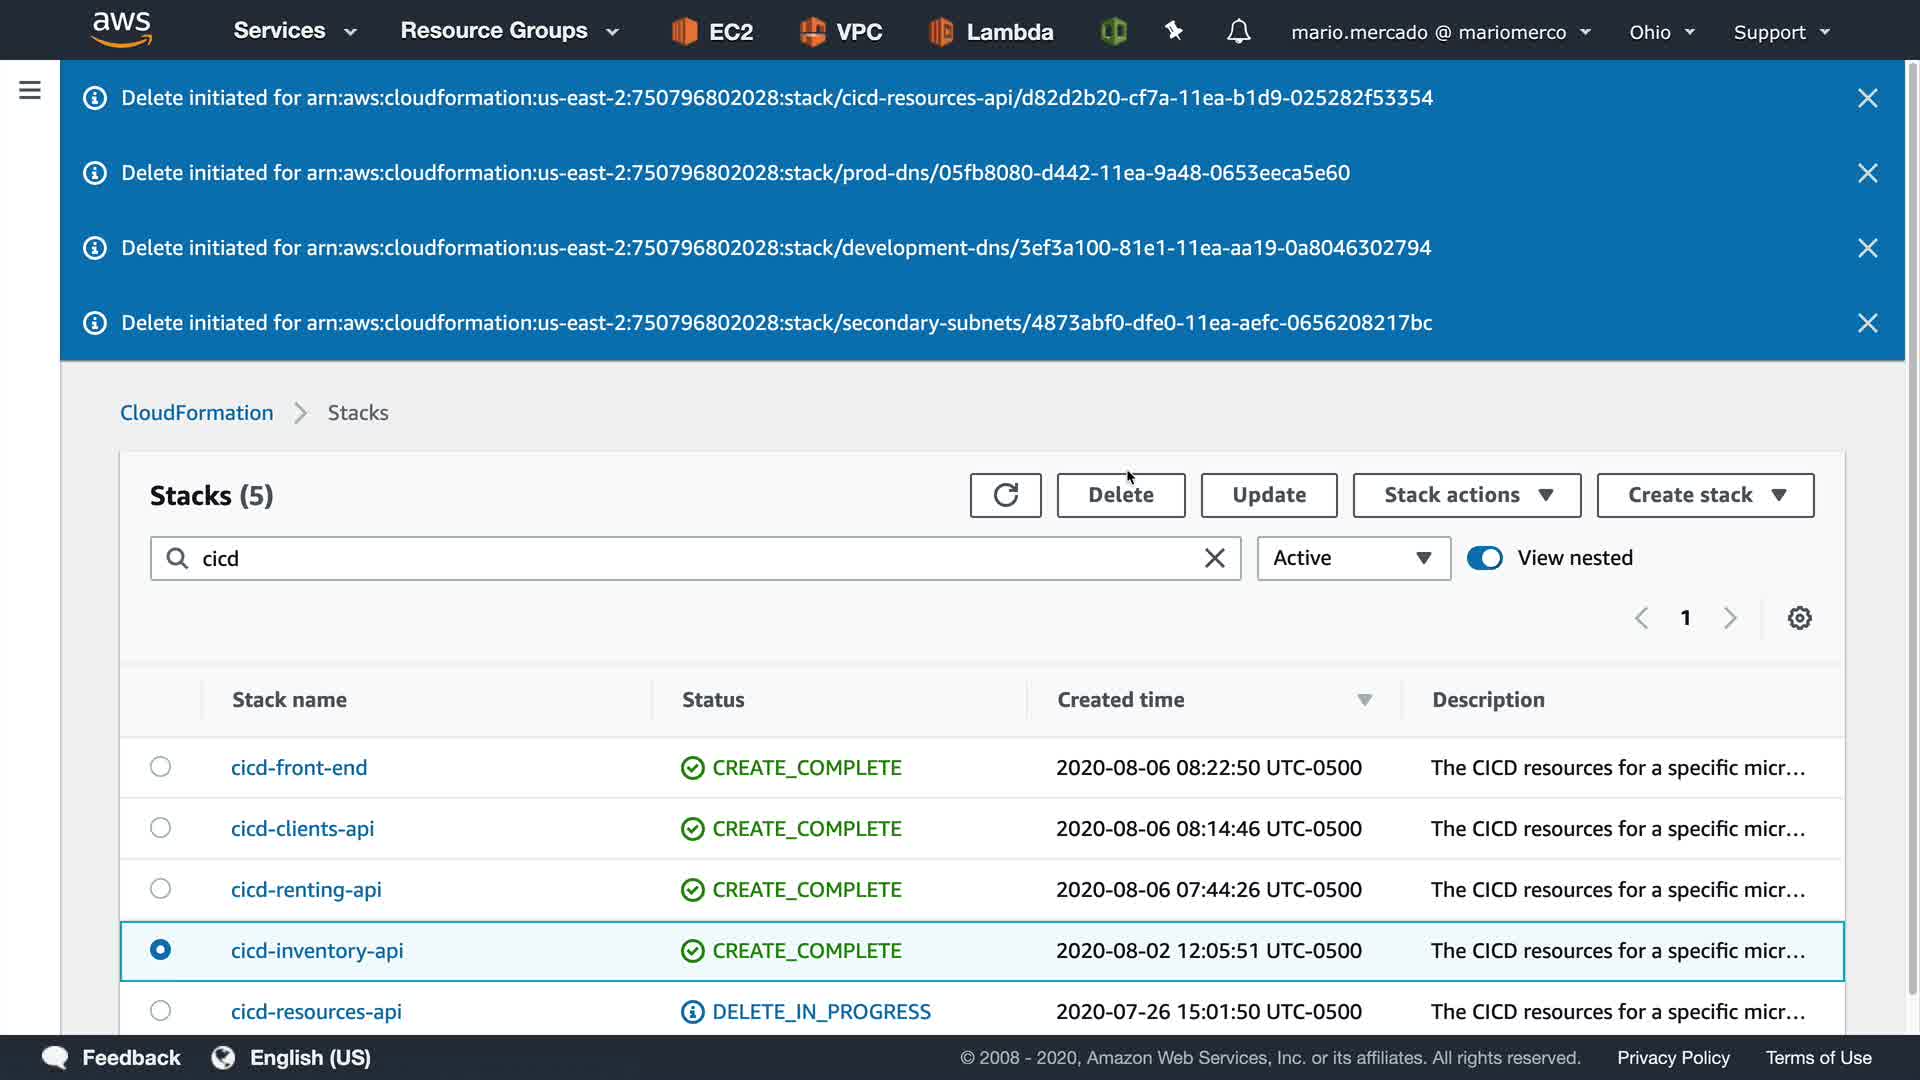 aws Services Resource Groups EC2 VPC Lambda mario.mercado @ mariomerco Ohio Support
Delete initiated for arn:aws:cloudformation:us-east-2:750796802028:stack/cicd-resources-api/d82d2b20-cf7a-11ea-b1d9-025282f53354
Delete initiated for arn:aws:cloudformation:us-east-2:750796802028:stack/prod-dns/05fb8080-d442-11ea-9a48-0653eeca5e60
Delete initiated for arn:aws:cloudformation:us-east-2:750796802028:stack/development-dns/3ef3a100-81e1-11ea-aa19-0a8046302794
Delete initiated for arn:aws:cloudformation:us-east-2:750796802028:stack/secondary-subnets/4873abf0-dfe0-11ea-aefc-0656208217bc
CloudFormation Stacks
Stacks (5) Delete Update Stack actions Create stack
cicd Active View nested
1
Stack name Status Created time Description
cicd-front-end CREATE_COMPLETE 2020-08-06 08:22:50 UTC-0500 The CICD resources for a specific micr...
cicd-clients-api CREATE_COMPLETE 2020-08-06 08:14:46 UTC-0500 The CICD resources for a specific micr...
cicd-renting-api CREATE_COMPLETE 2020-08-06 07:44:26 UTC-0500 The CICD resources for a specific micr...
cicd-inventory-api CREATE_COMPLETE 2020-08-02 12:05:51 UTC-0500 The CICD resources for a specific micr...
cicd-resources-api DELETE_IN_PROGRESS 2020-07-26 15:01:50 UTC-0500 The CICD resources for a specific micr...
Feedback English (US) © 2008 - 2020, Amazon Web Services, Inc. or its affiliates. All rights reserved. Privacy Policy Terms of Use